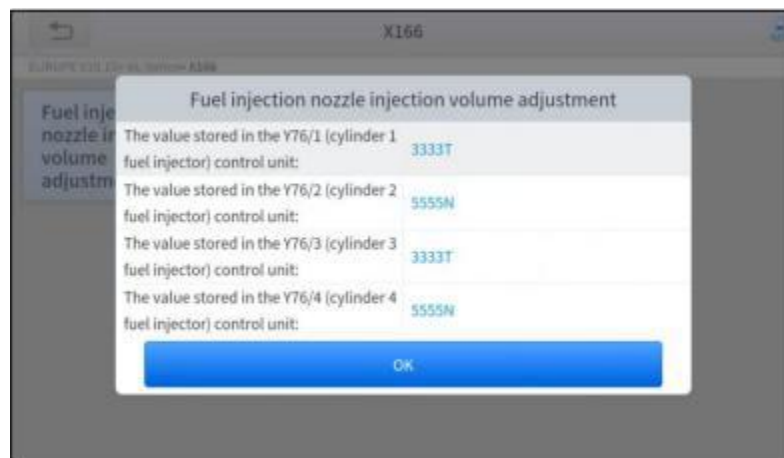 X166
X166
Fuel injection nozzle injection volume adjustment
Fuel inje
nozzle in
volume
adjustm
The value stored in the Y76/1 (cylinder 1
fuel injector) control unit:
3333T
The value stored in the Y76/2 (cylinder 2
fuel injector) control unit:
5555N
The value stored in the Y76/3 (cylinder 3
fuel injector) control unit:
3333T
The value stored in the Y76/4 (cylinder 4
fuel injector) control unit:
5555N
OK